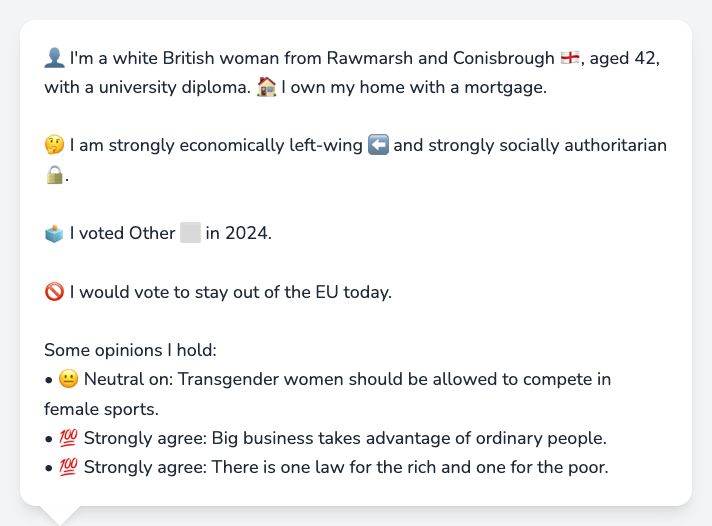 👤 I'm a white British woman from Rawmarsh and Conisbrough 🏴󠁧󠁢󠁥󠁮󠁧󠁿, aged 42,
with a university diploma. 🏠 I own my home with a mortgage.
🤔 I am strongly economically left-wing ⬅️ and strongly socially authoritarian
🔒.
🗳️ I voted Other ⬜ in 2024.
🚫 I would vote to stay out of the EU today.
Some opinions I hold:
• 😐 Neutral on: Transgender women should be allowed to compete in
female sports.
• 💯 Strongly agree: Big business takes advantage of ordinary people.
• 💯 Strongly agree: There is one law for the rich and one for the poor.